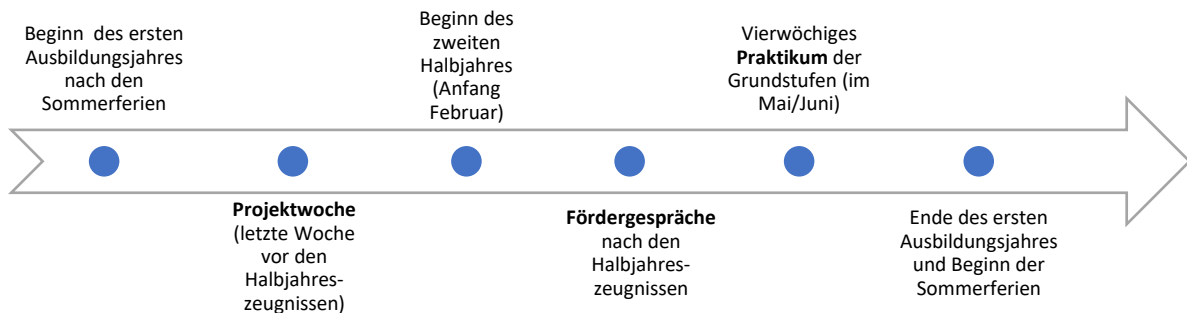 Beginn des ersten
Ausbildungsjahres
nach den
Sommerferien
Projektwoche
(letzte Woche
vor den
Halbjahres-
zeugnissen)
Beginn des
zweiten
Halbjahres
(Anfang
Februar)
Fördergespräche
nach den
Halbjahres-
zeugnissen
Vierwöchiges
Praktikum der
Grundstufen (im
Mai/Juni)
Ende des ersten
Ausbildungsjahres
und Beginn der
Sommerferien